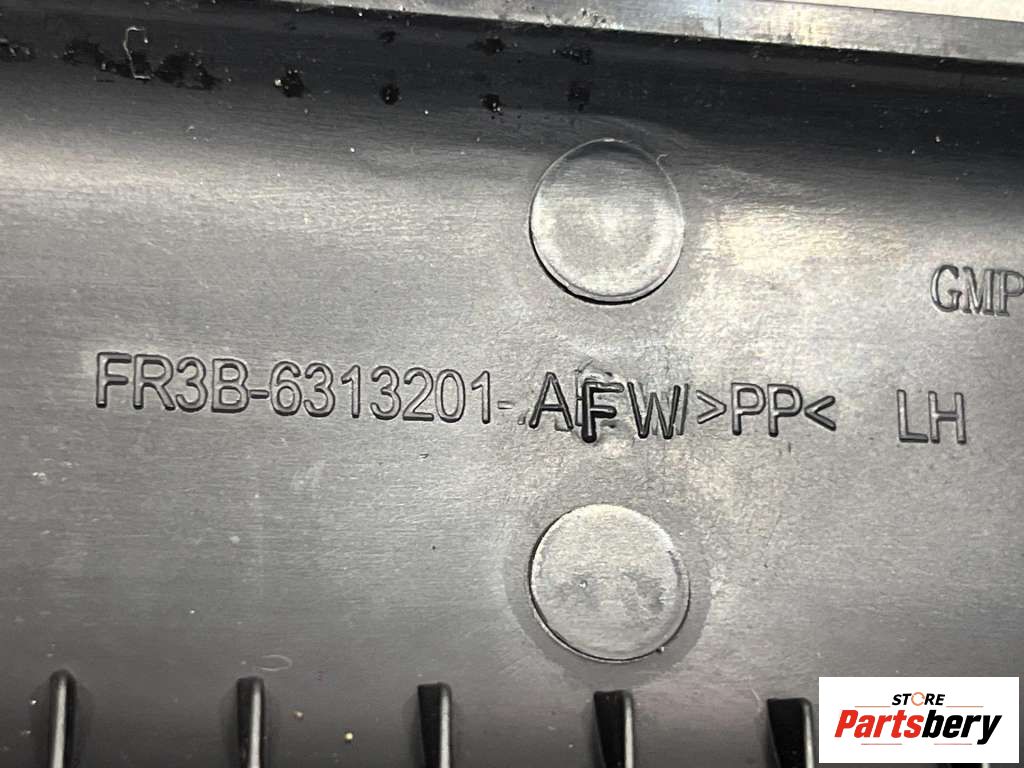 GMP
FR3B-6313201-AFW >PP< LH
STORE
Partsbery